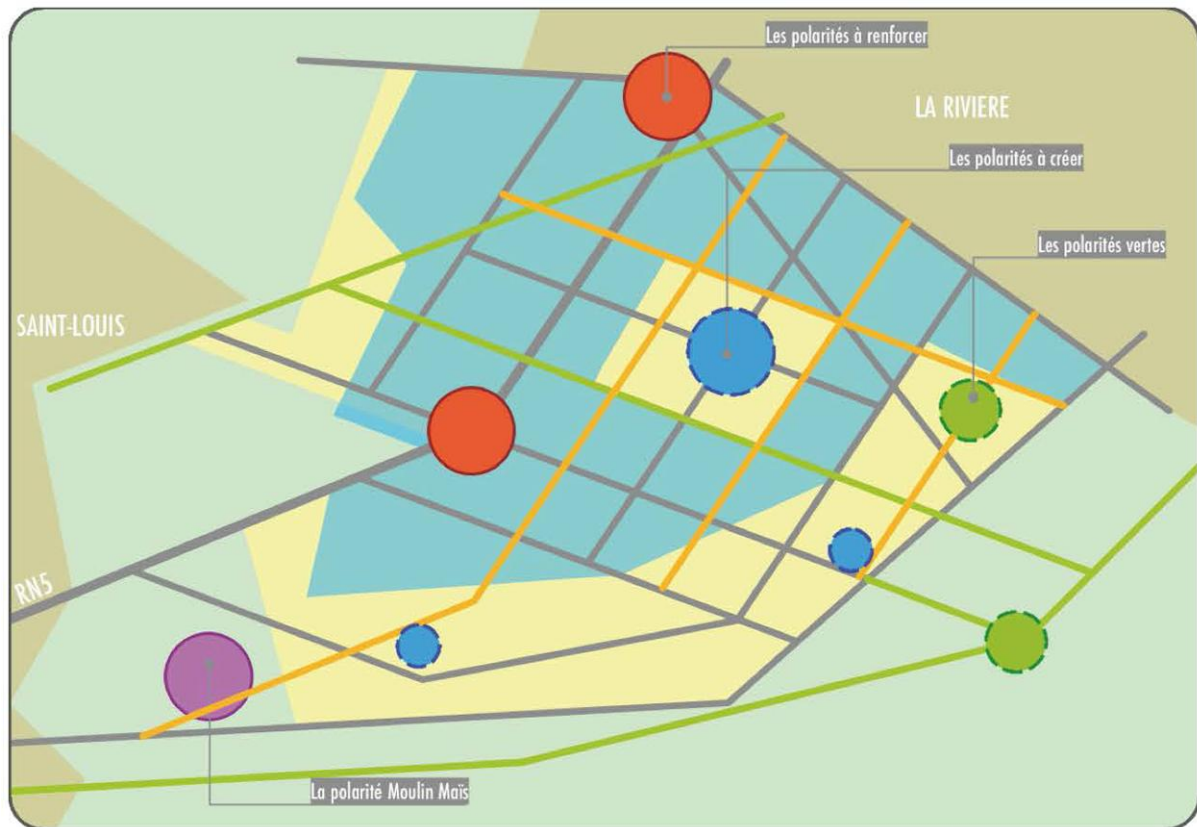 Les polarités à renforcer
LA RIVIERE
Les polarités à créer
Les polarités vertes
SAINT-LOUIS
RN5
La polarité Moulin Maïs